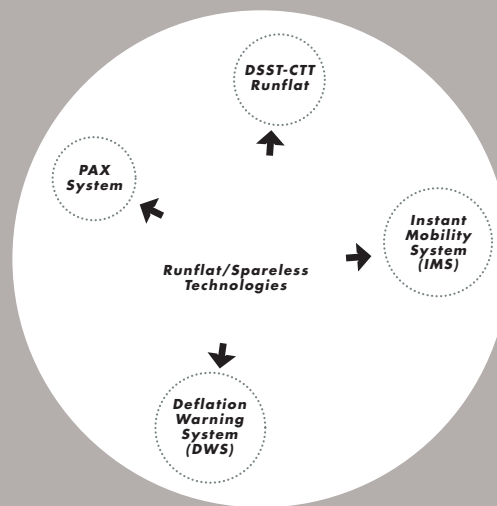 DSST-CTT
Runflat
PAX
System
Instant
Mobility
System
(IMS)
Runflat/Spareless
Technologies
Deflation
Warning
System
(DWS)